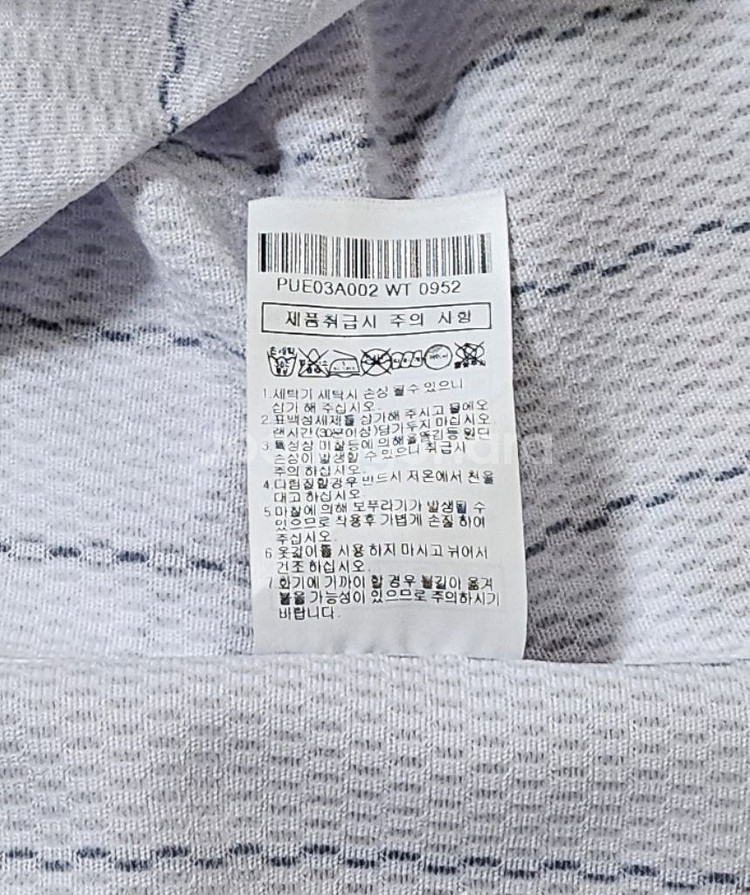 PUE03A002 WT 0952
제품취급시 주의 사항
손세탁
1.세탁기 세탁시 손상 될수 있으니
삼가 해 주십시오.
2.표백성세제를 삼가해 주시고 물에오
랜시간(30분이상)담가두지 마십시오
3.특성상 마찰등에 의해올뜯김등 원단
손상이 발생할 수 있으니 취급시
주의 하십시오.
4.다림질할경우 반드시 저온에서 천을
대고 하십시오.
5.마찰에 의해 보푸라기가 발생될 수
있으므로 착용후 가볍게 손질 하여
주십시오.
6.옷걸이를 사용 하지 마시고 뉘어서
건조 하십시오.
7.화기에 가까이 할 경우 불길이 옮겨
붙을 가능성이 있으므로 주의하시기
바랍니다.